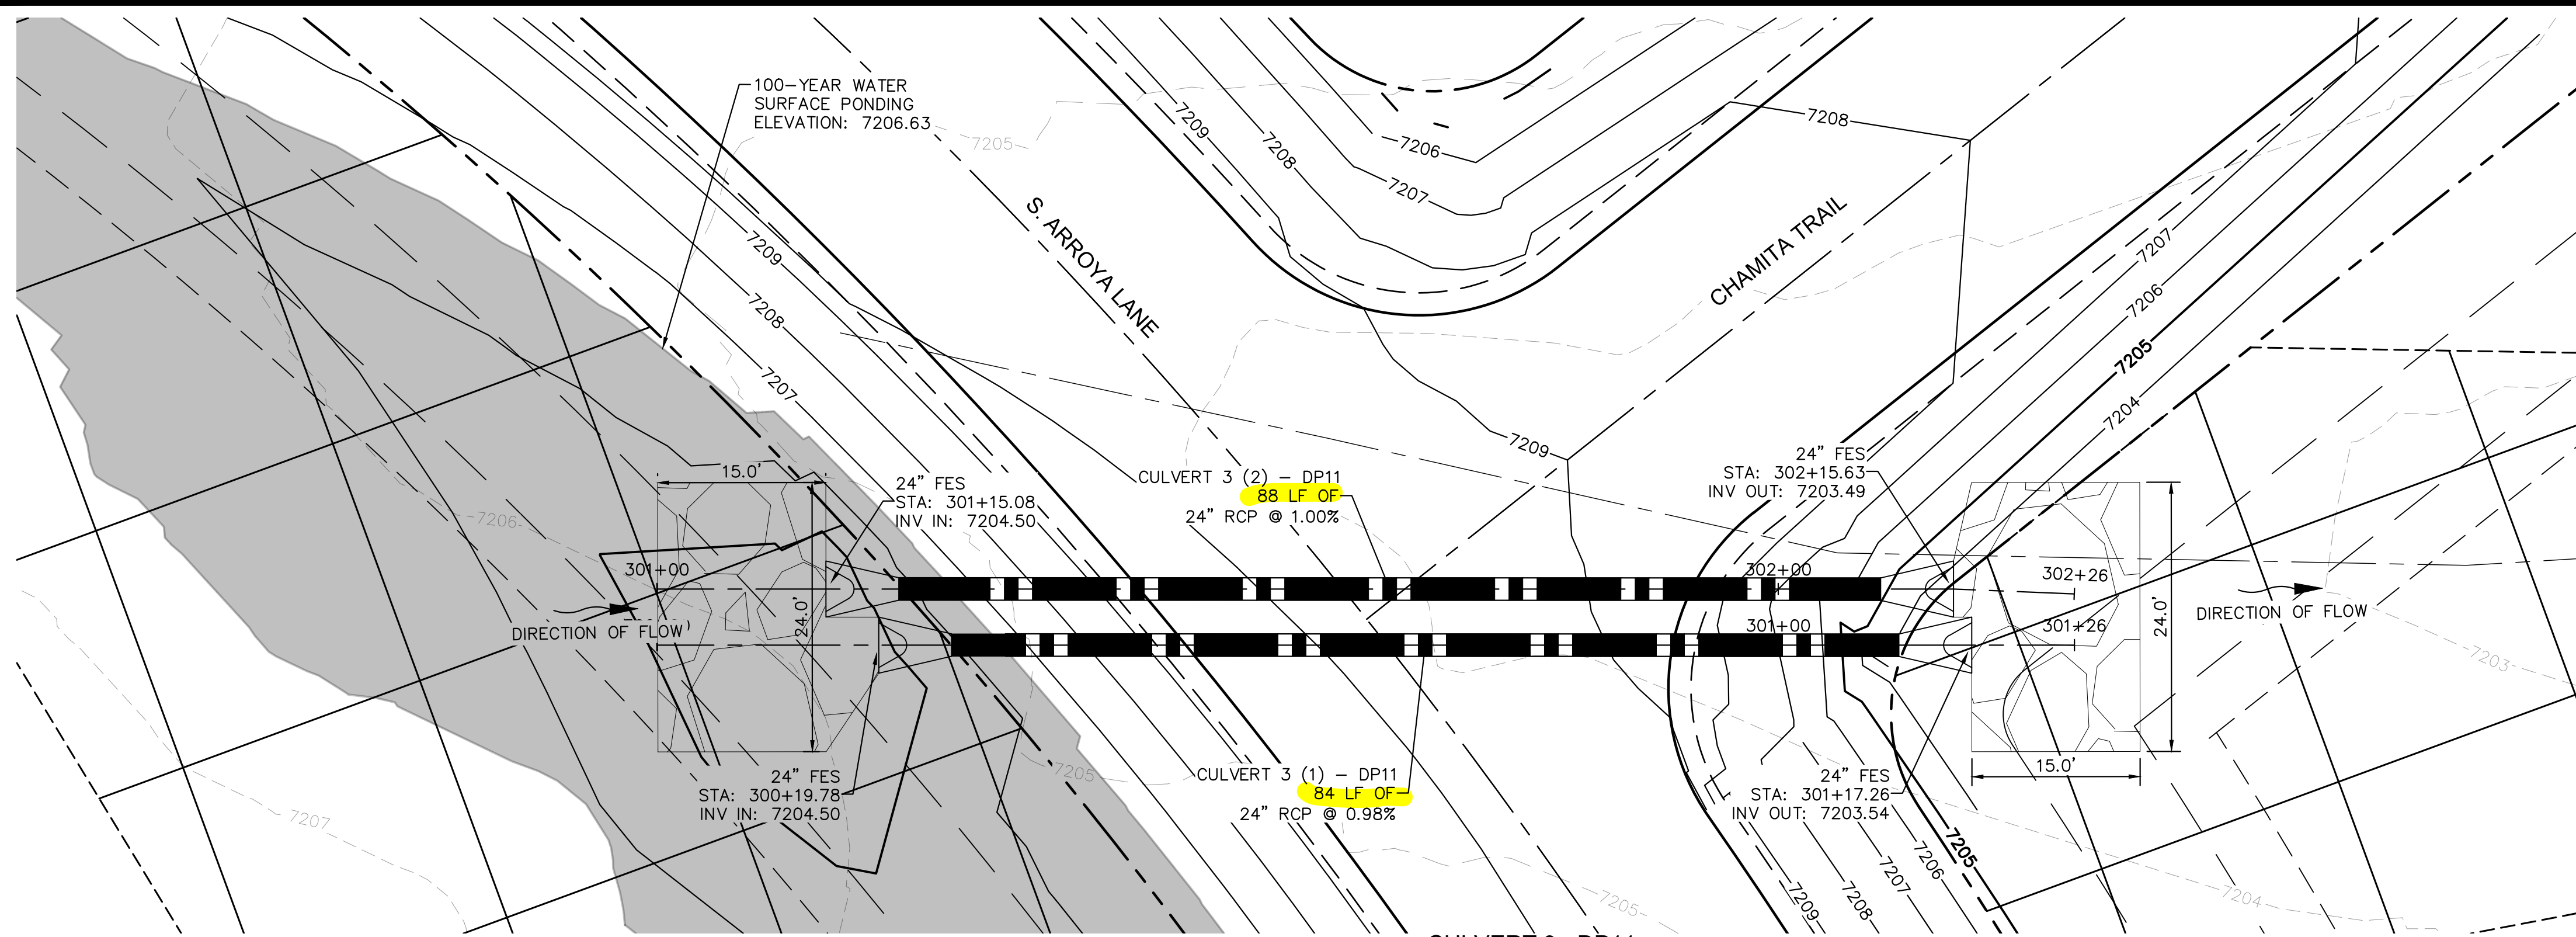 100-YEAR WATER
SURFACE PONDING
ELEVATION: 7206.63
7205
7209
7208
7206
7207
7208
S. ARROYA LANE
CHAMITA TRAIL
7209
7208
7207
7207
7206
7205
7204
7209
15.0'
24" FES
STA: 301+15.08
INV IN: 7204.50
CULVERT 3 (2) - DP11
88 LF OF
24" RCP @ 1.00%
24" FES
STA: 302+15.63
INV OUT: 7203.49
7206
301+00
302+00
302+26
24.0'
DIRECTION OF FLOW
301+00
301+26
24.0'
DIRECTION OF FLOW
7203
24" FES
STA: 300+19.78
INV IN: 7204.50
7205
CULVERT 3 (1) - DP11
84 LF OF
24" RCP @ 0.98%
24" FES
STA: 301+17.26
INV OUT: 7203.54
15.0'
7207
7205
7209
7208
7207
7206
7205
7204